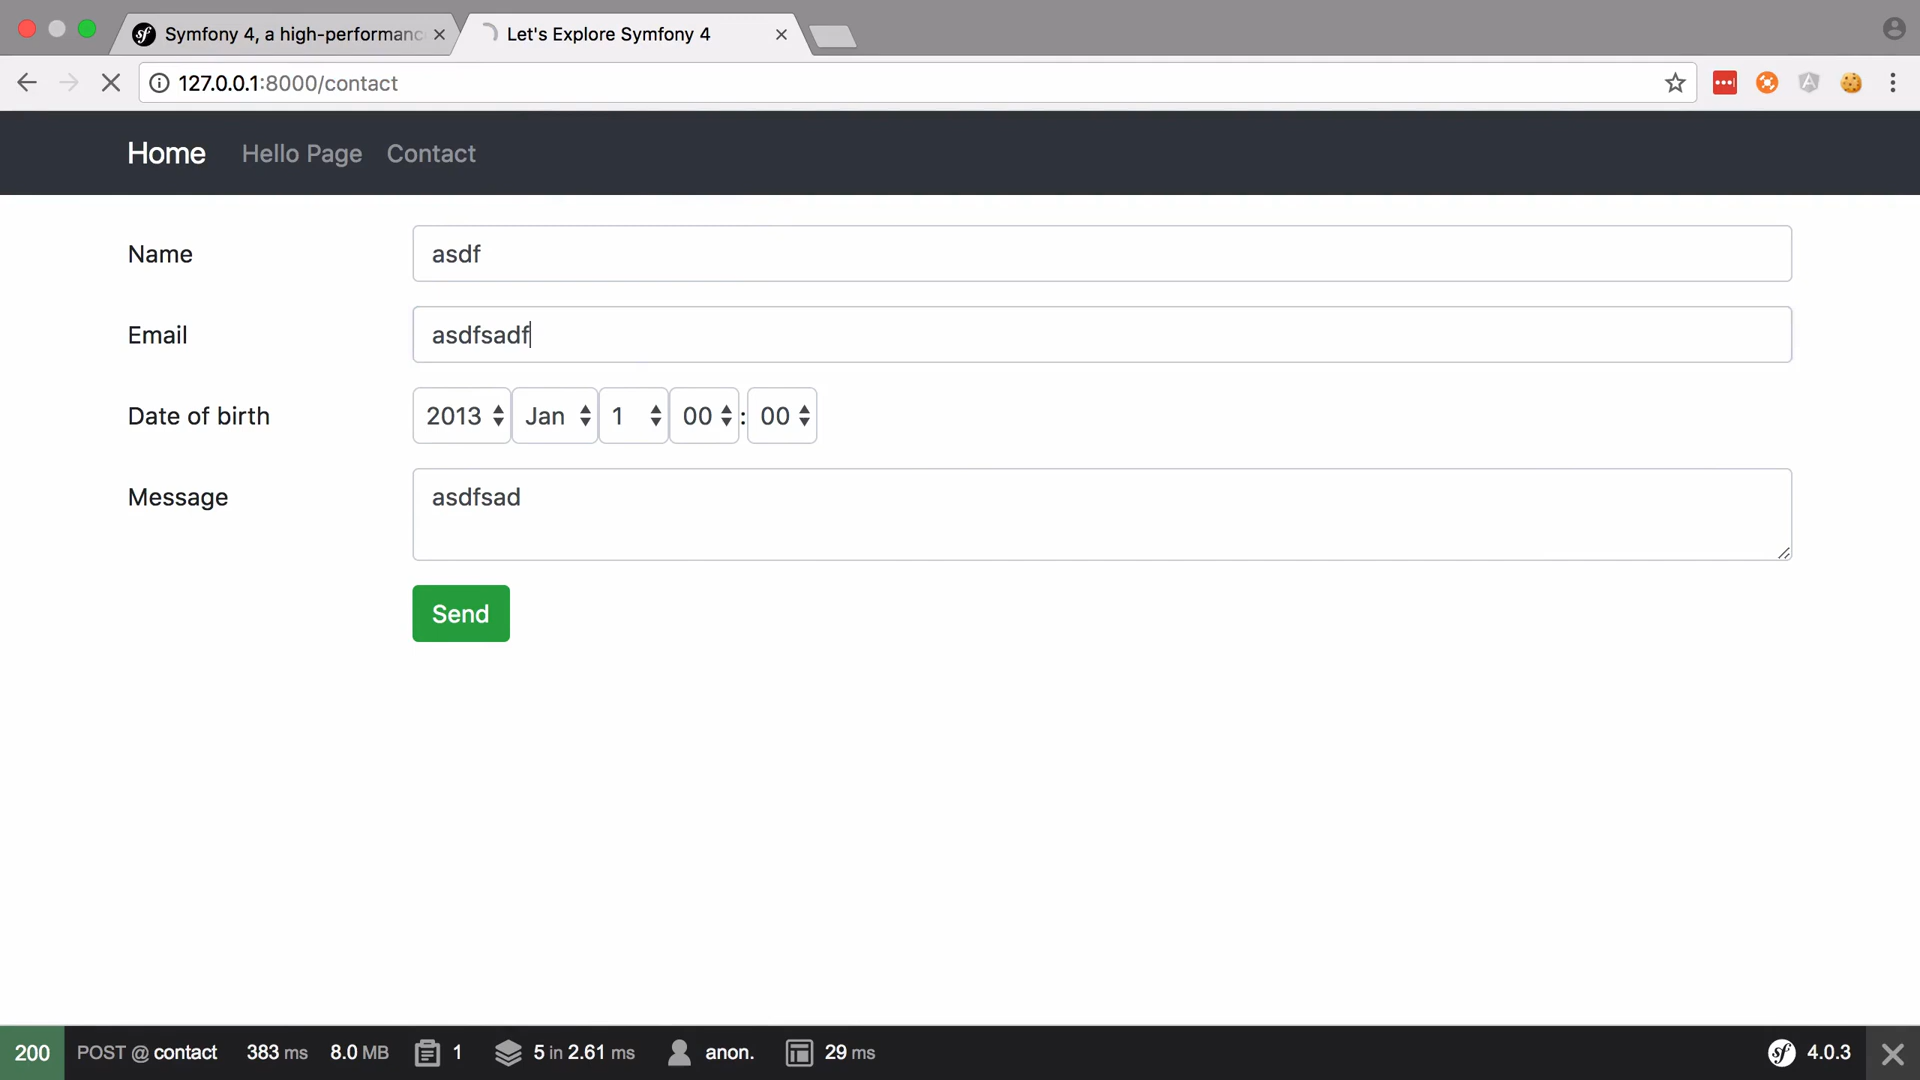 Symfony 4, a high-performanc
Let's Explore Symfony 4
127.0.0.1:8000/contact
Home Hello Page Contact
Name asdf
Email asdfsadf
Date of birth 2013 Jan 1 00 : 00
Message asdfsad
Send
200 POST @ contact 383 ms 8.0 MB 1 5 in 2.61 ms anon. 29 ms sf 4.0.3